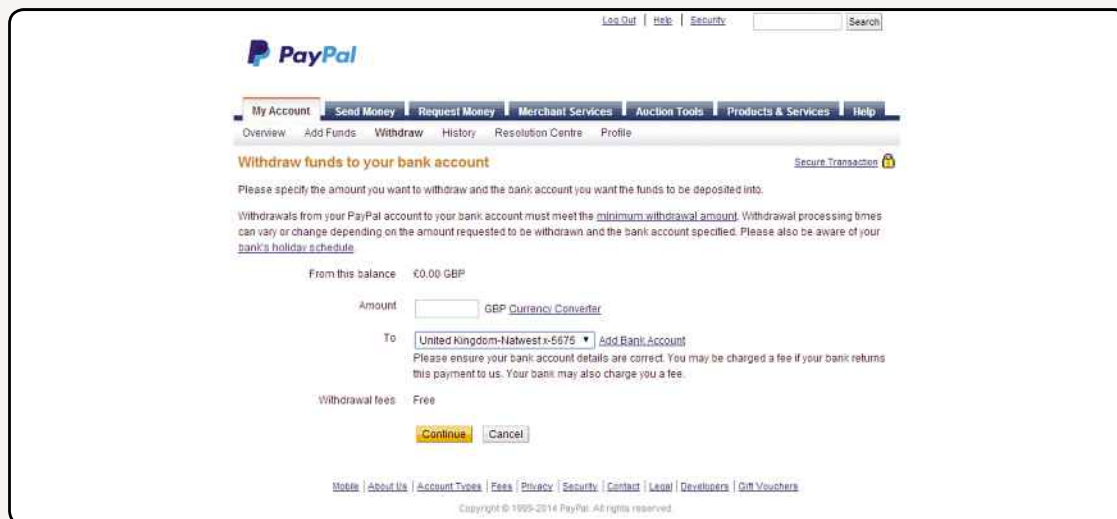 Log Out | Help | Security Search
PayPal
My Account Send Money Request Money Merchant Services Auction Tools Products & Services Help
Overview Add Funds Withdraw History Resolution Centre Profile
Withdraw funds to your bank account Secure Transaction
Please specify the amount you want to withdraw and the bank account you want the funds to be deposited into.
Withdrawals from your PayPal account to your bank account must meet the minimum withdrawal amount. Withdrawal processing times
can vary or change depending on the amount requested to be withdrawn and the bank account specified. Please also be aware of your
bank's holiday schedule.
From this balance £0.00 GBP
Amount GBP Currency Converter
To United Kingdom-Natwest x-5675 Add Bank Account
Please ensure your bank account details are correct. You may be charged a fee if your bank returns
this payment to us. Your bank may also charge you a fee.
Withdrawal fees Free
Continue Cancel
Mobile | About Us | Account Types | Fees | Privacy | Security | Contact | Legal | Developers | Gift Vouchers
Copyright © 1999-2014 PayPal. All rights reserved.